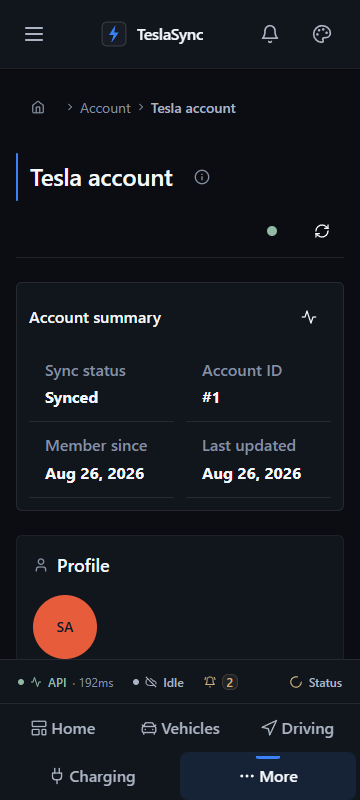 TeslaSync
Account Tesla account
Tesla account
Account summary
Sync status Account ID
Synced #1
Member since Last updated
Aug 26, 2026 Aug 26, 2026
Profile
SA
API · 192ms Idle 2 Status
Home Vehicles Driving
Charging More